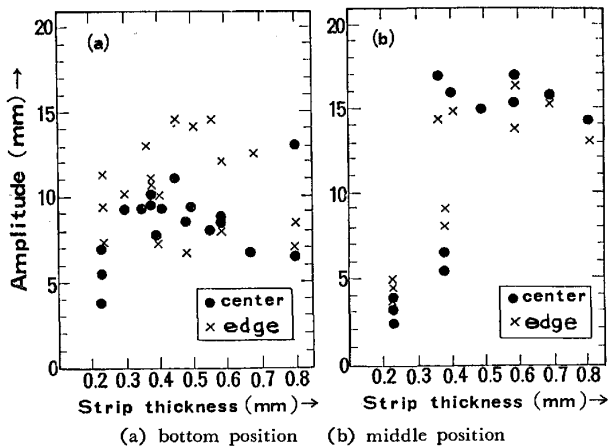 (a)
(b)
Amplitude (mm) →
20
15
10
5
0
20
15
10
5
0
● center
× edge
● center
× edge
0.2 0.3 0.4 0.5 0.6 0.7 0.8
0.2 0.3 0.4 0.5 0.6 0.7 0.8
Strip thickness (mm)→
Strip thickness (mm)→
(a) bottom position (b) middle position